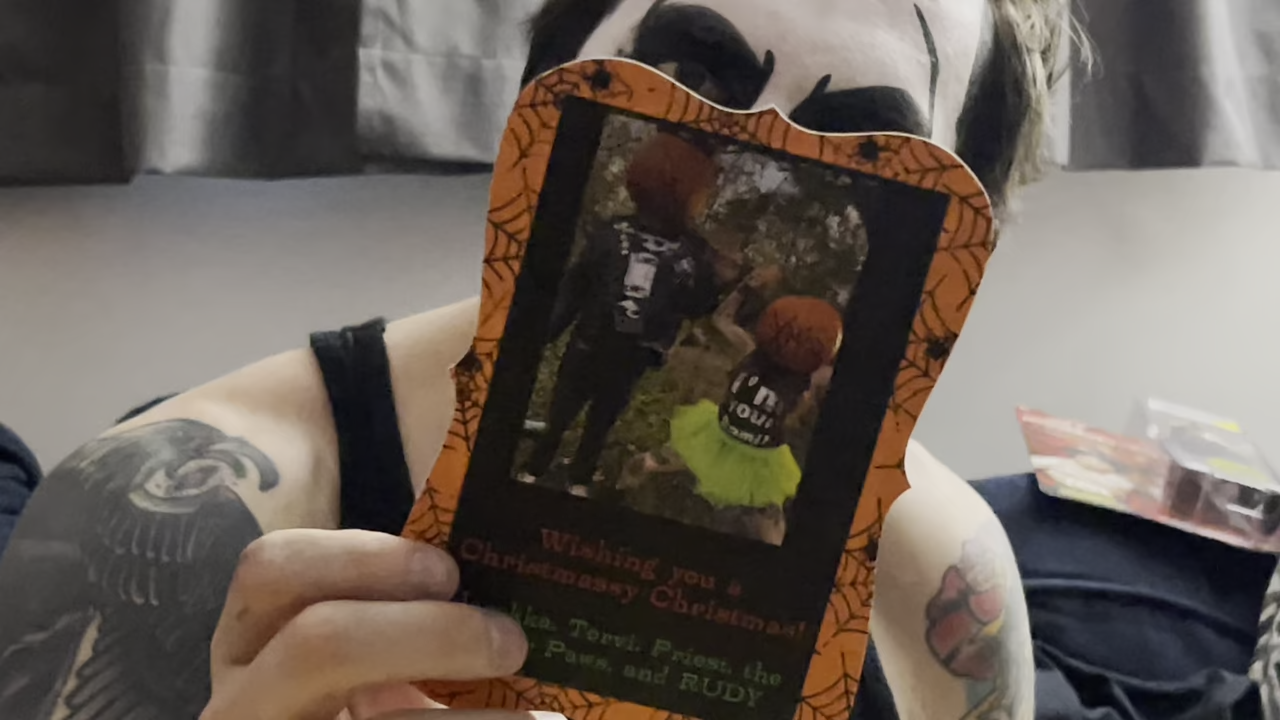 I'm
Your
Wishing you a
Christmassy Christmas!
Torvi, Priest, the
Paws, and RUDY